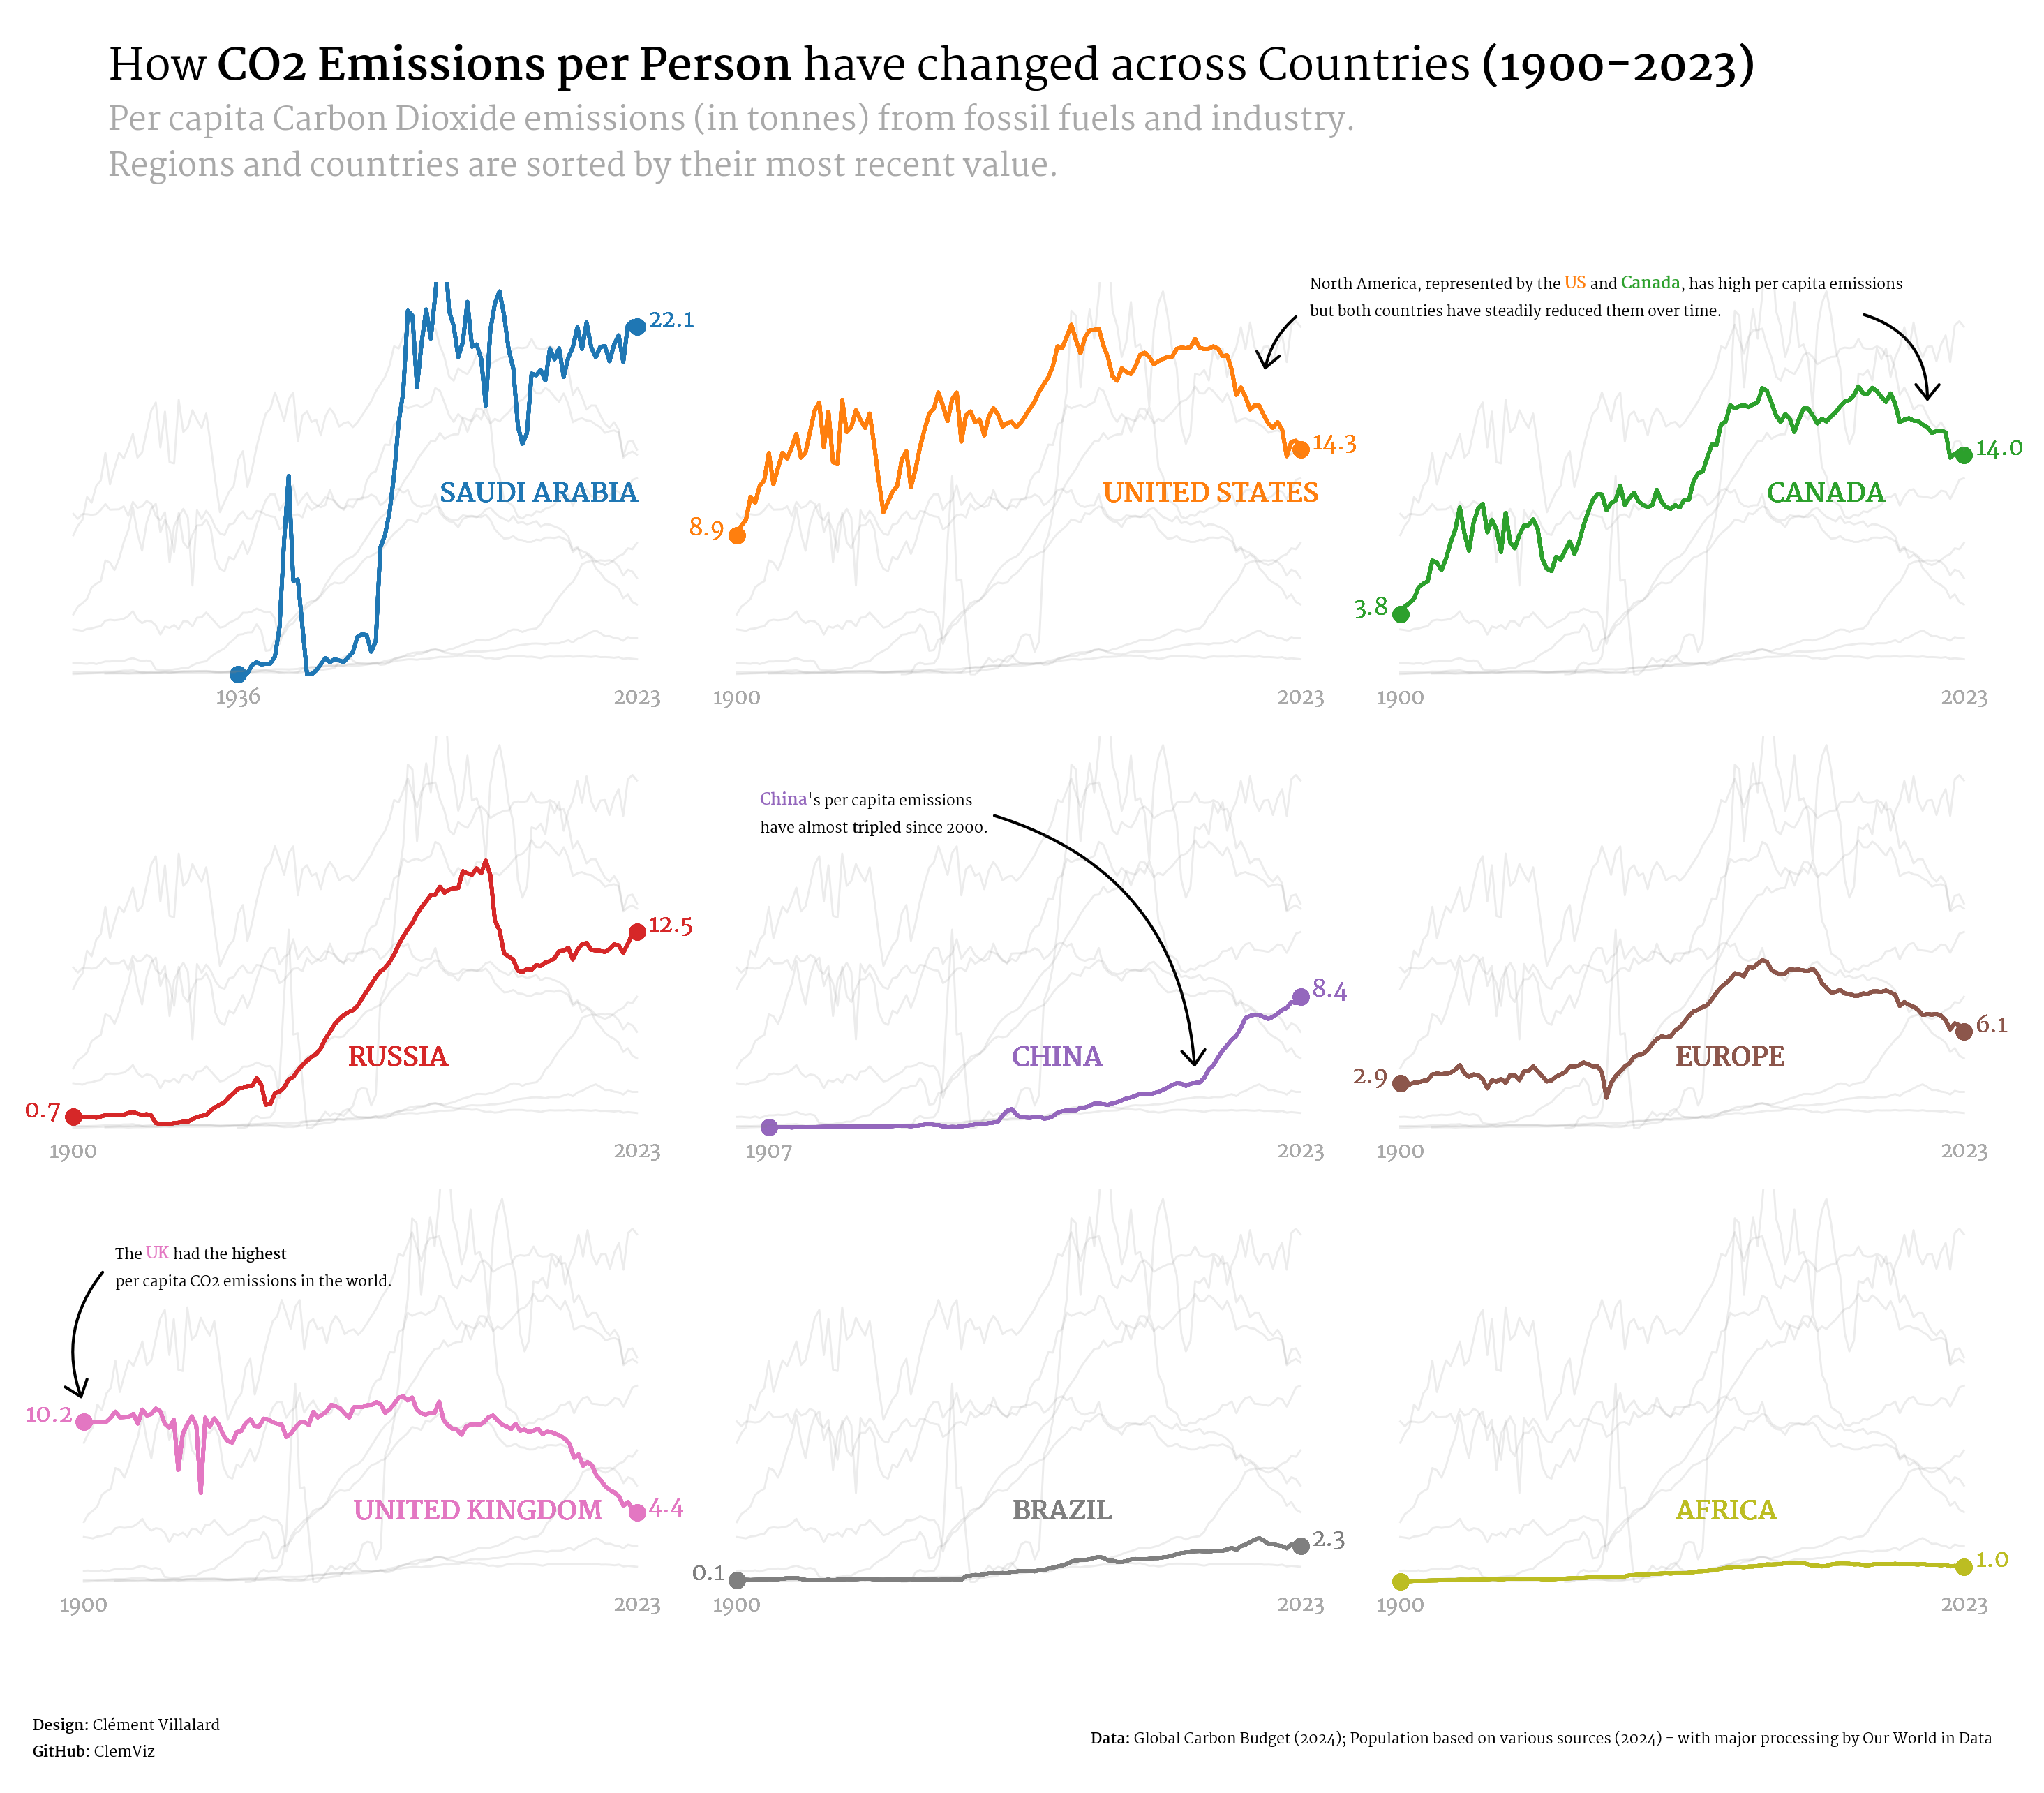 How CO2 Emissions per Person have changed across Countries (1900-2023)
Per capita Carbon Dioxide emissions (in tonnes) from fossil fuels and industry.
Regions and countries are sorted by their most recent value.
North America, represented by the US and Canada, has high per capita emissions
but both countries have steadily reduced them over time.
22.1
SAUDI ARABIA
1936
2023
14.3
UNITED STATES
8.9
1900
2023
14.0
CANADA
3.8
1900
2023
12.5
RUSSIA
0.7
1900
2023
China's per capita emissions
have almost tripled since 2000.
8.4
CHINA
1907
2023
6.1
EUROPE
2.9
1900
2023
The UK had the highest
per capita CO2 emissions in the world.
10.2
UNITED KINGDOM
4.4
1900
2023
BRAZIL
2.3
0.1
1900
2023
AFRICA
1.0
1900
2023
Design: Clément Villalard
GitHub: ClemViz
Data: Global Carbon Budget (2024); Population based on various sources (2024) - with major processing by Our World in Data